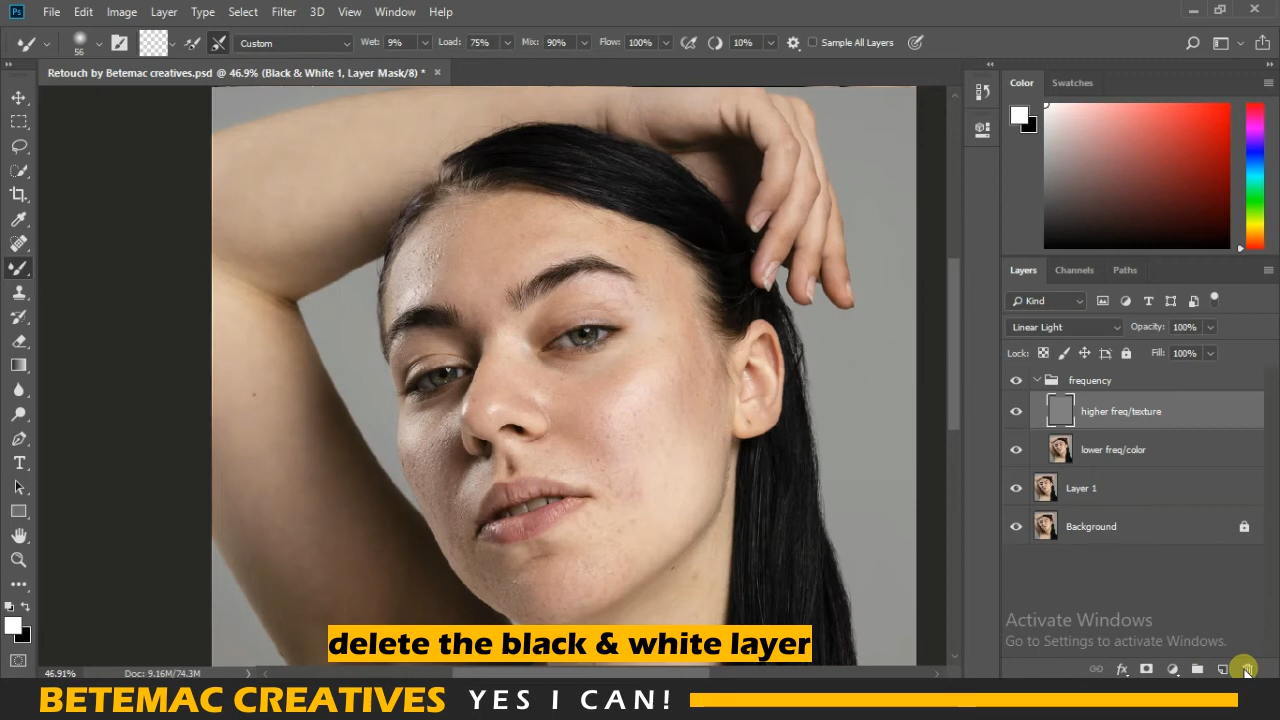 Ps File Edit Image Layer Type Select Filter 3D View Window Help
56 Custom Wet: 9% Load: 75% Mix: 90% Flow: 100% 10% Sample All Layers
Retouch by Betemac creatives.psd @ 46.9% (Black & White 1, Layer Mask/8) * ×
Color Swatches
Layers Channels Paths
Kind
Linear Light Opacity: 100%
Lock: Fill: 100%
frequency
higher freq/texture
lower freq/color
Layer 1
Background
Activate Windows
Go to Settings to activate Windows.
fx
46.91% Doc: 9.16M/74.3M
delete the black & white layer
BETEMAC CREATIVES YES I CAN!